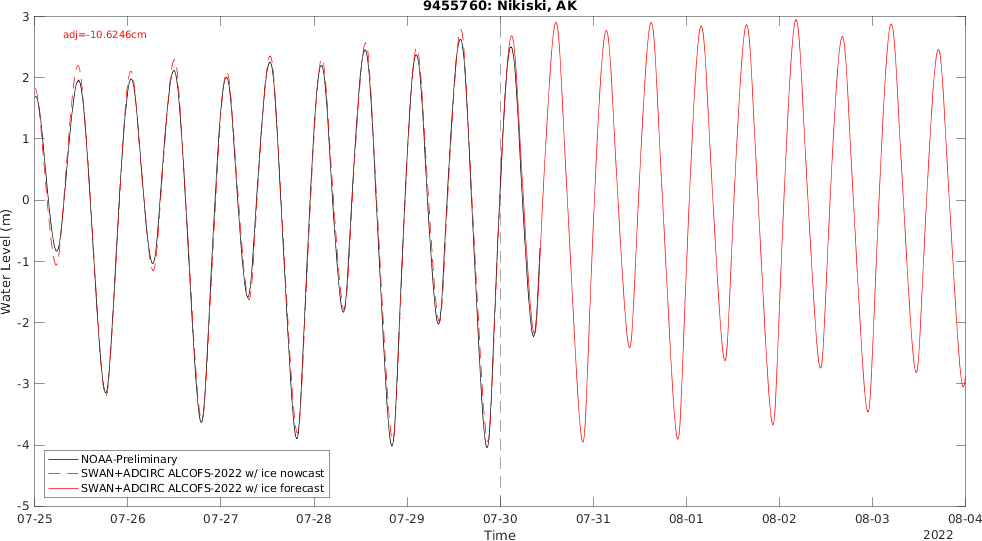 9455760: Nikiski, AK
adj=-10.6246cm
3
2
1
0
-1
-2
-3
-4
-5
Water Level (m)
NOAA-Preliminary
SWAN+ADCIRC ALCOFS-2022 w/ ice nowcast
SWAN+ADCIRC ALCOFS-2022 w/ ice forecast
07-25 07-26 07-27 07-28 07-29 07-30 07-31 08-01 08-02 08-03 08-04
Time
2022